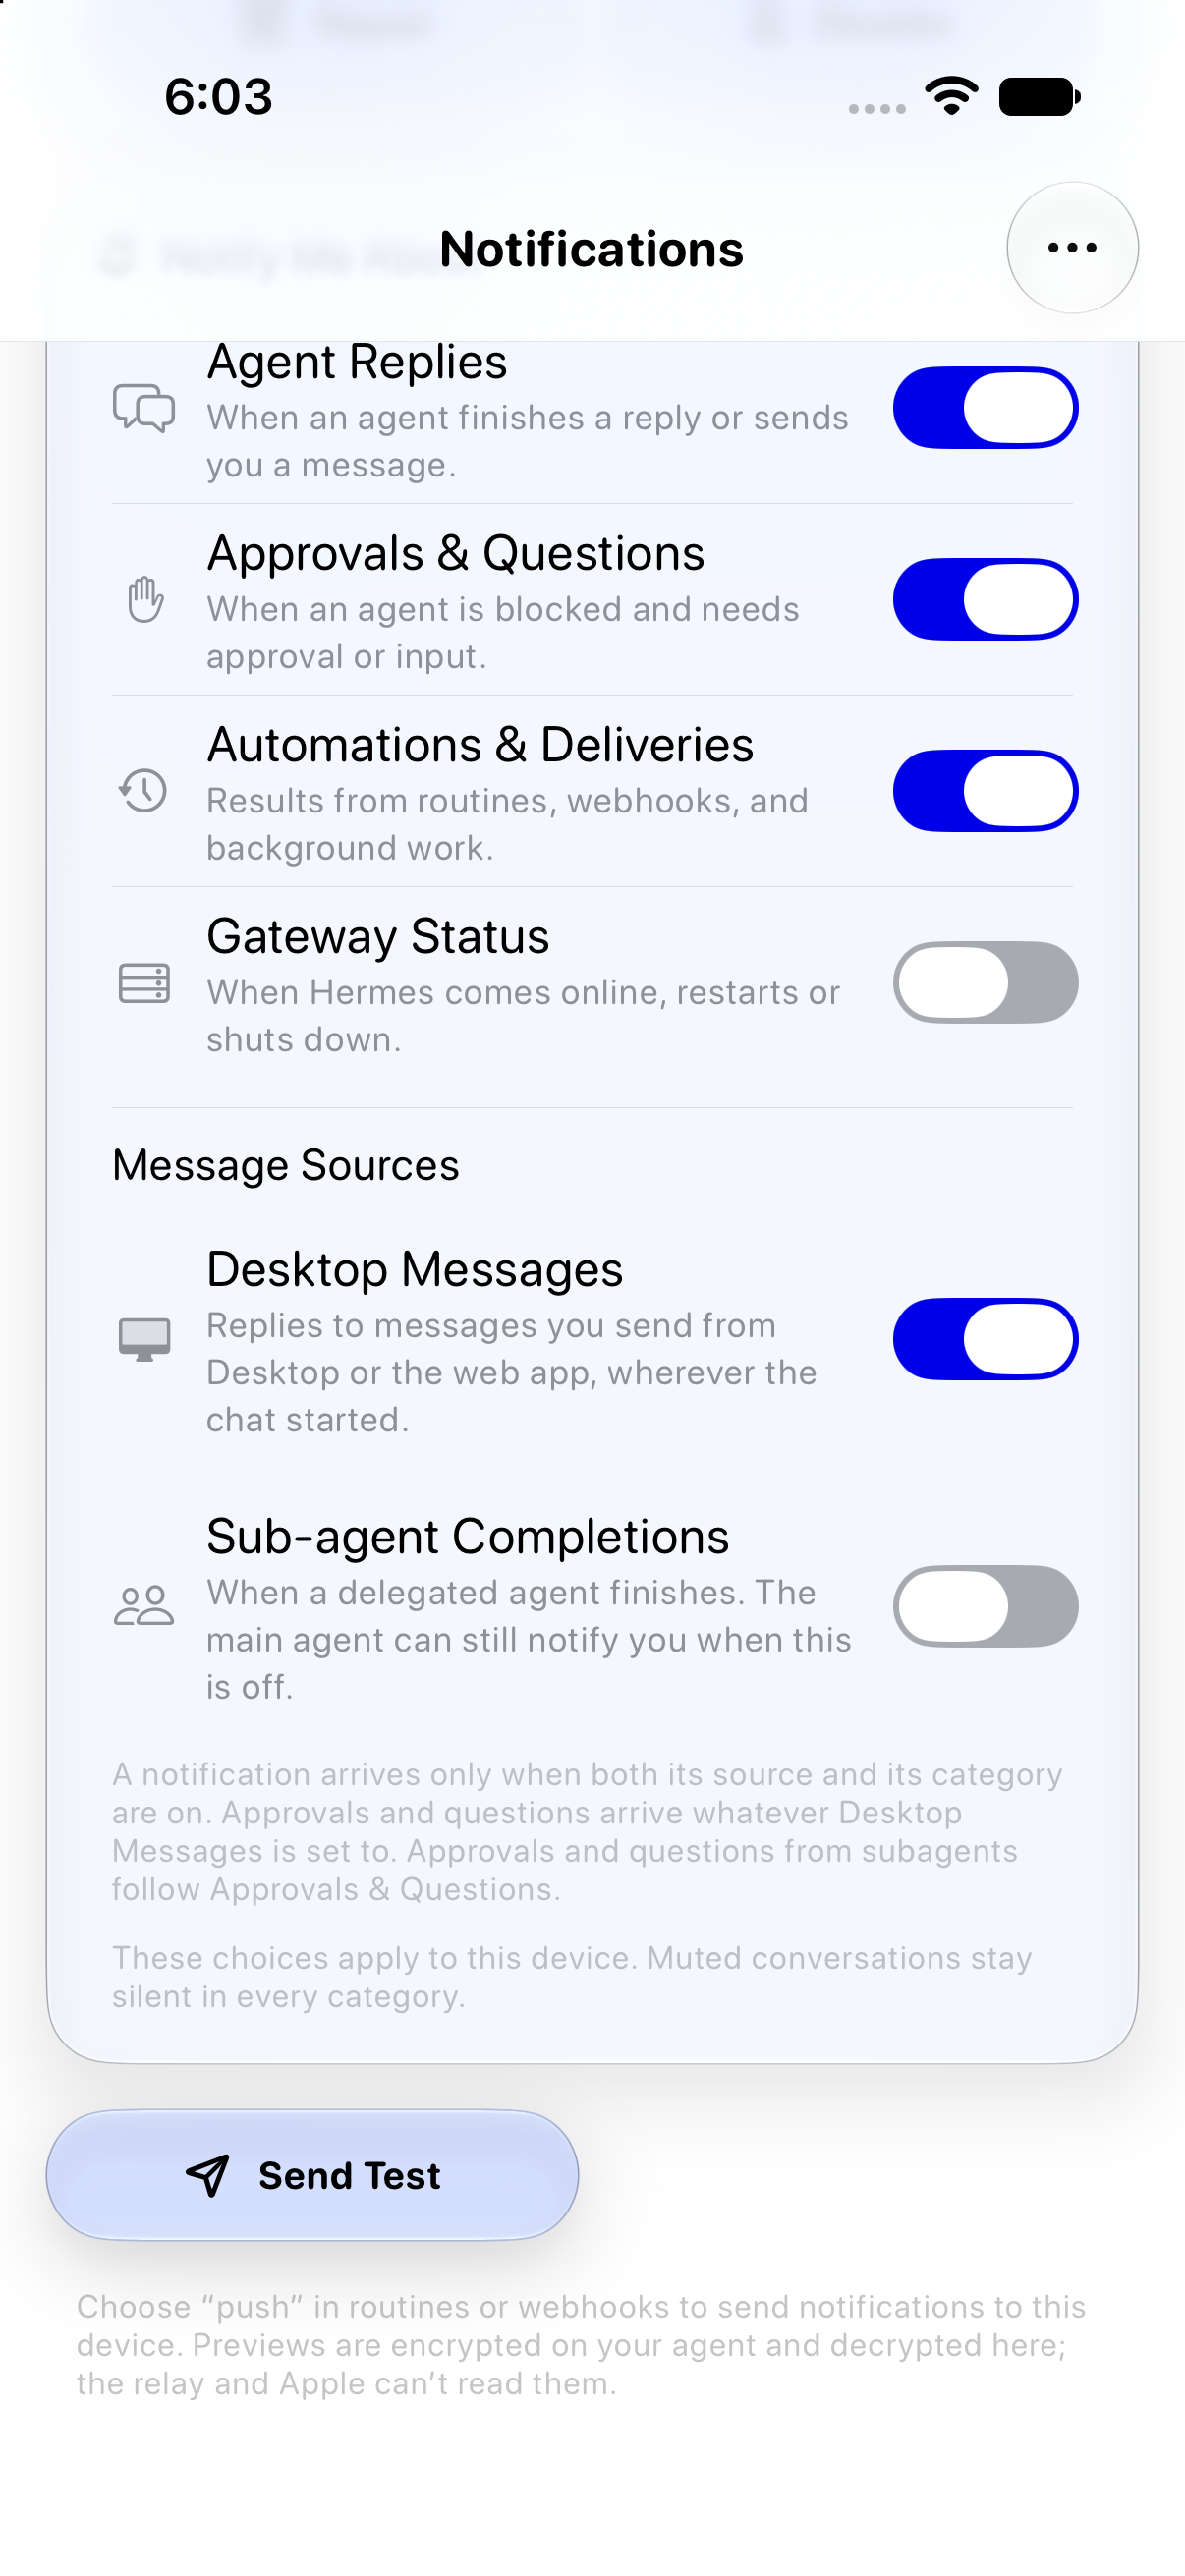 6:03
Notifications
Agent Replies
When an agent finishes a reply or sends
you a message.
Approvals & Questions
When an agent is blocked and needs
approval or input.
Automations & Deliveries
Results from routines, webhooks, and
background work.
Gateway Status
When Hermes comes online, restarts or
shuts down.
Message Sources
Desktop Messages
Replies to messages you send from
Desktop or the web app, wherever the
chat started.
Sub-agent Completions
When a delegated agent finishes. The
main agent can still notify you when this
is off.
A notification arrives only when both its source and its category
are on. Approvals and questions arrive whatever Desktop
Messages is set to. Approvals and questions from subagents
follow Approvals & Questions.
These choices apply to this device. Muted conversations stay
silent in every category.
Send Test
Choose “push” in routines or webhooks to send notifications to this
device. Previews are encrypted on your agent and decrypted here;
the relay and Apple can’t read them.